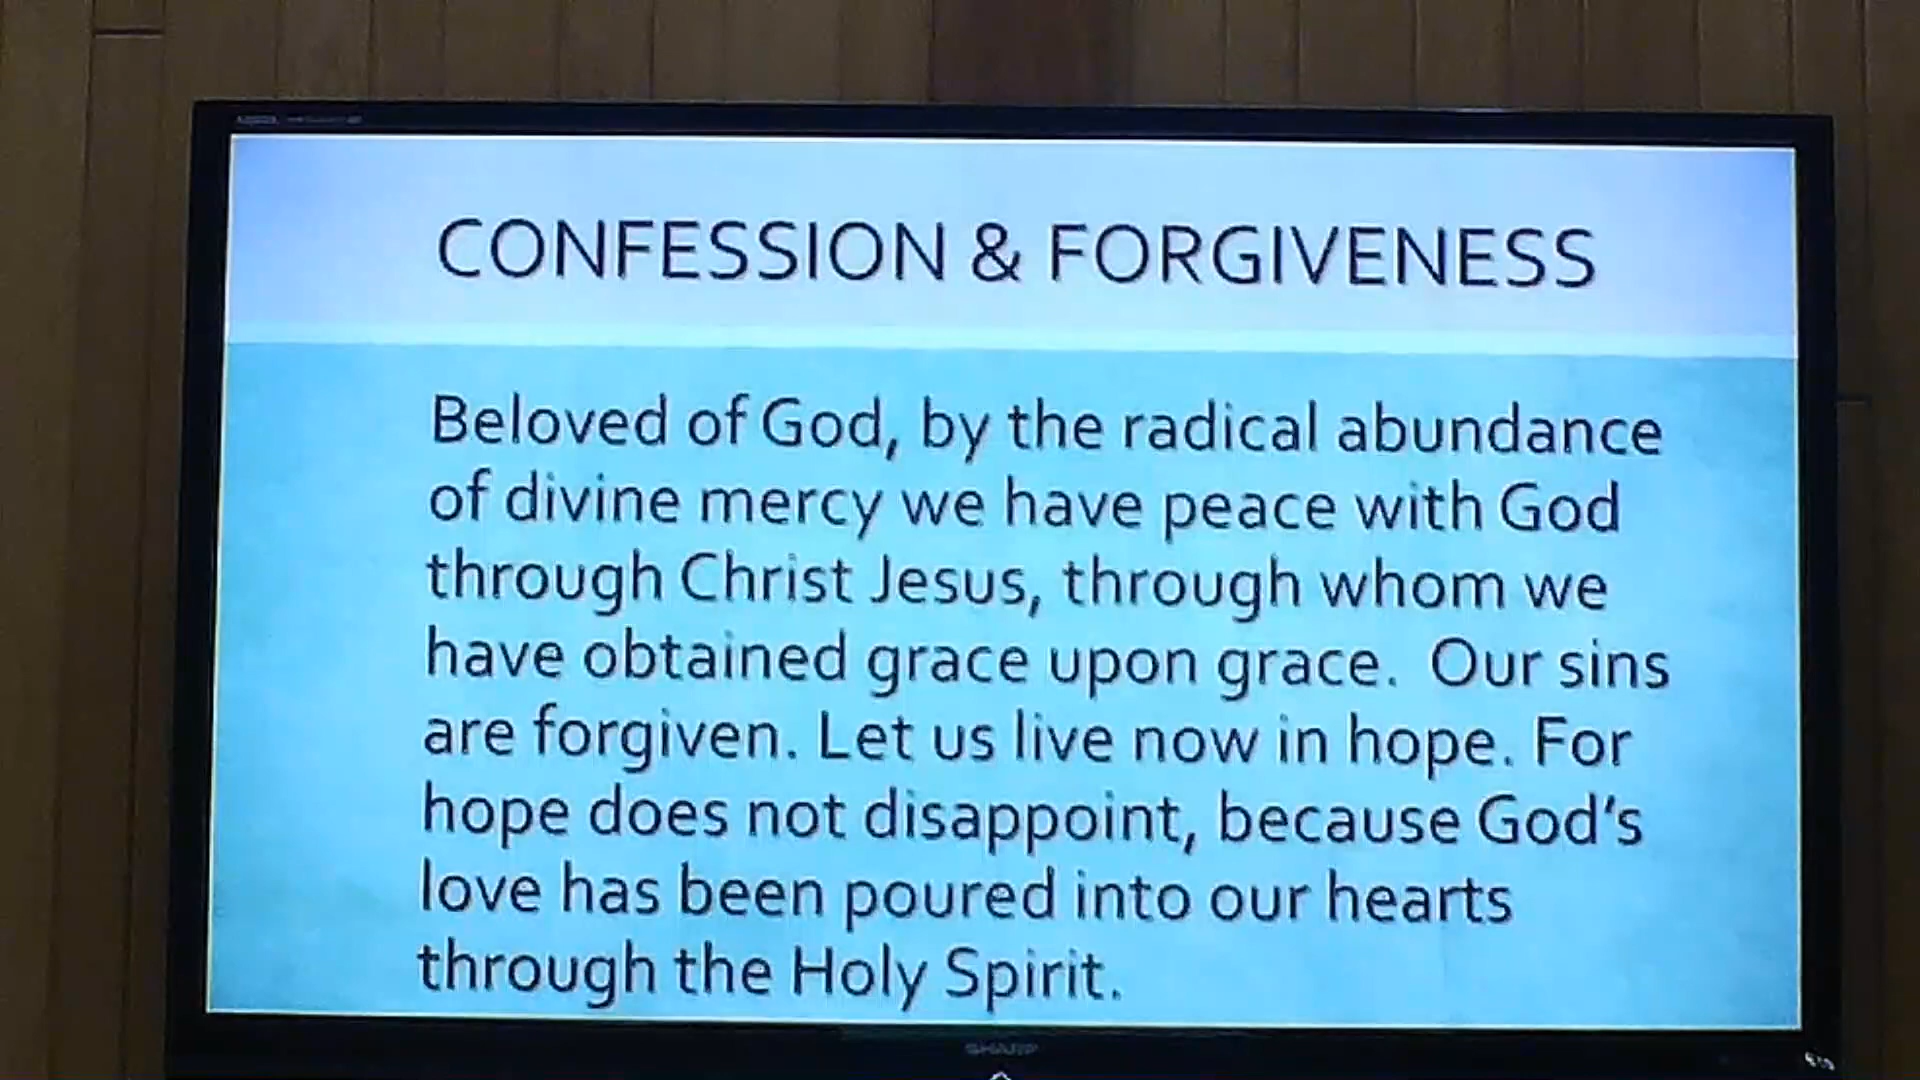 CONFESSION & FORGIVENESS
Beloved of God, by the radical abundance
of divine mercy we have peace with God
through Christ Jesus, through whom we
have obtained grace upon grace.  Our sins
are forgiven. Let us live now in hope. For
hope does not disappoint, because God's
love has been poured into our hearts
through the Holy Spirit.
SHARP